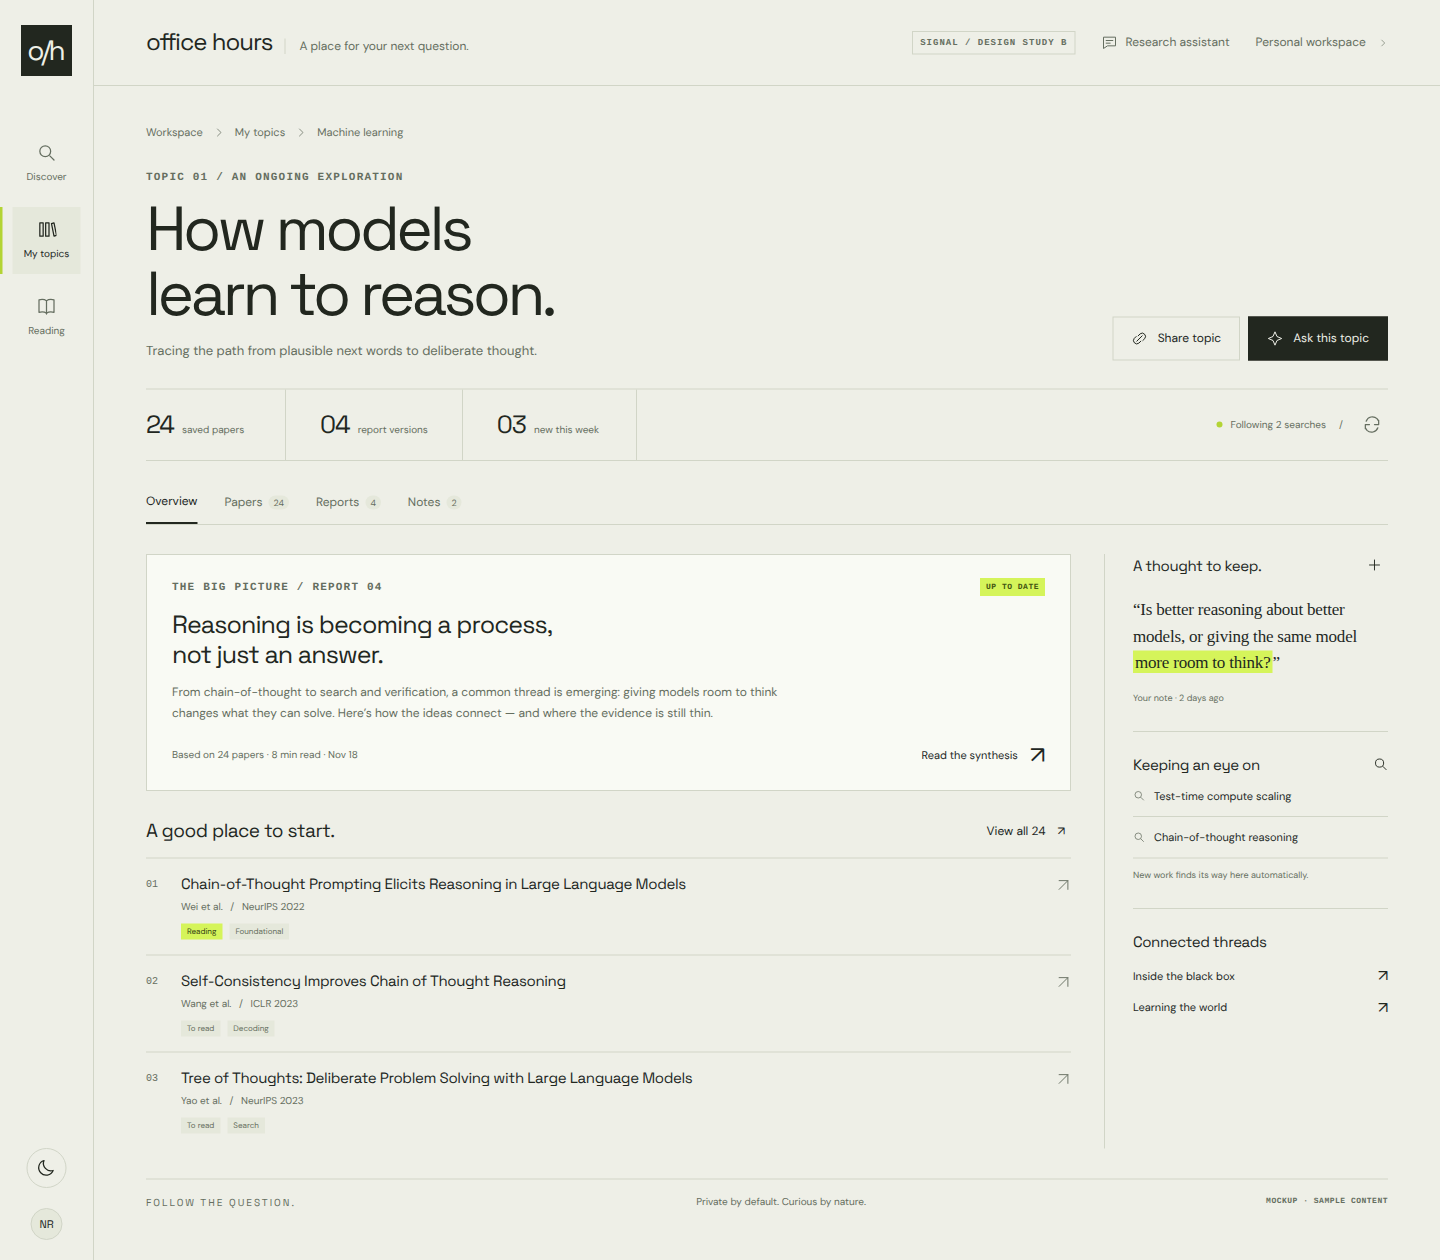 o/h
office hours
A place for your next question.
SIGNAL / DESIGN STUDY B
Research assistant
Personal workspace
Discover
My topics
Reading
Workspace > My topics > Machine learning
TOPIC 01 / AN ONGOING EXPLORATION
How models
learn to reason.
Tracing the path from plausible next words to deliberate thought.
Share topic
Ask this topic
24 saved papers
04 report versions
03 new this week
Following 2 searches /
Overview
Papers 24
Reports 4
Notes 2
THE BIG PICTURE / REPORT 04
UP TO DATE
Reasoning is becoming a process,
not just an answer.
From chain-of-thought to search and verification, a common thread is emerging: giving models room to think
changes what they can solve. Here’s how the ideas connect — and where the evidence is still thin.
Based on 24 papers · 8 min read · Nov 18
Read the synthesis
A good place to start.
View all 24
01 Chain-of-Thought Prompting Elicits Reasoning in Large Language Models
Wei et al. / NeurIPS 2022
Reading Foundational
02 Self-Consistency Improves Chain of Thought Reasoning
Wang et al. / ICLR 2023
To read Decoding
03 Tree of Thoughts: Deliberate Problem Solving with Large Language Models
Yao et al. / NeurIPS 2023
To read Search
A thought to keep.
“Is better reasoning about better
models, or giving the same model
more room to think?”
Your note · 2 days ago
Keeping an eye on
Test-time compute scaling
Chain-of-thought reasoning
New work finds its way here automatically.
Connected threads
Inside the black box
Learning the world
NR
FOLLOW THE QUESTION.
Private by default. Curious by nature.
MOCKUP · SAMPLE CONTENT